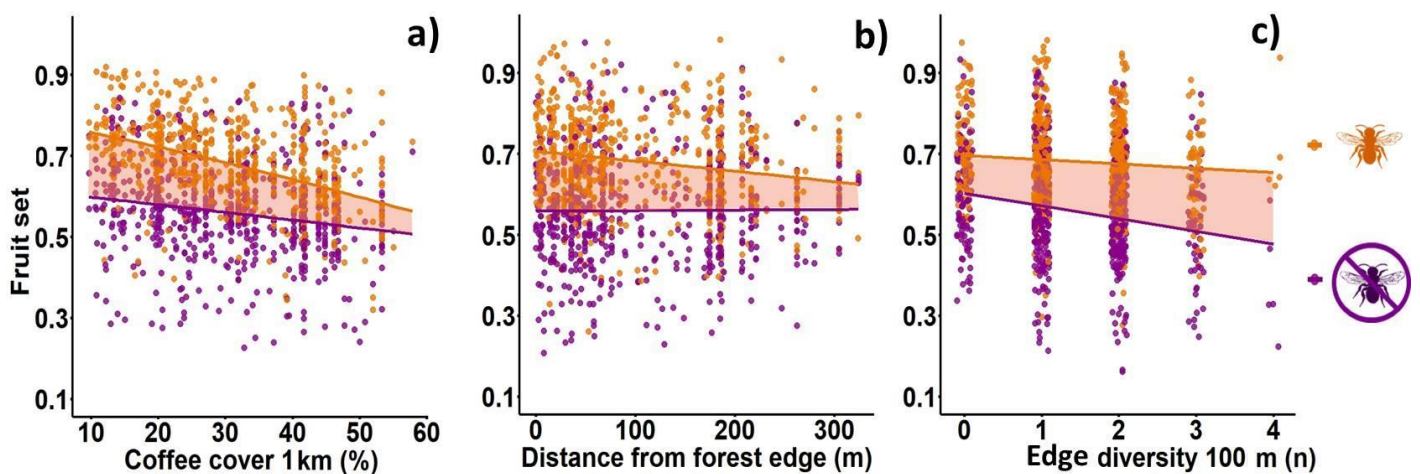 a)
b)
c)
Fruit set
0.9
0.7
0.5
0.3
0.1
10 20 30 40 50 60
Coffee cover 1km (%)
0.9
0.7
0.5
0.3
0.1
0 100 200 300
Distance from forest edge (m)
0.9
0.7
0.5
0.3
0.1
0 1 2 3 4
Edge diversity 100 m (n)